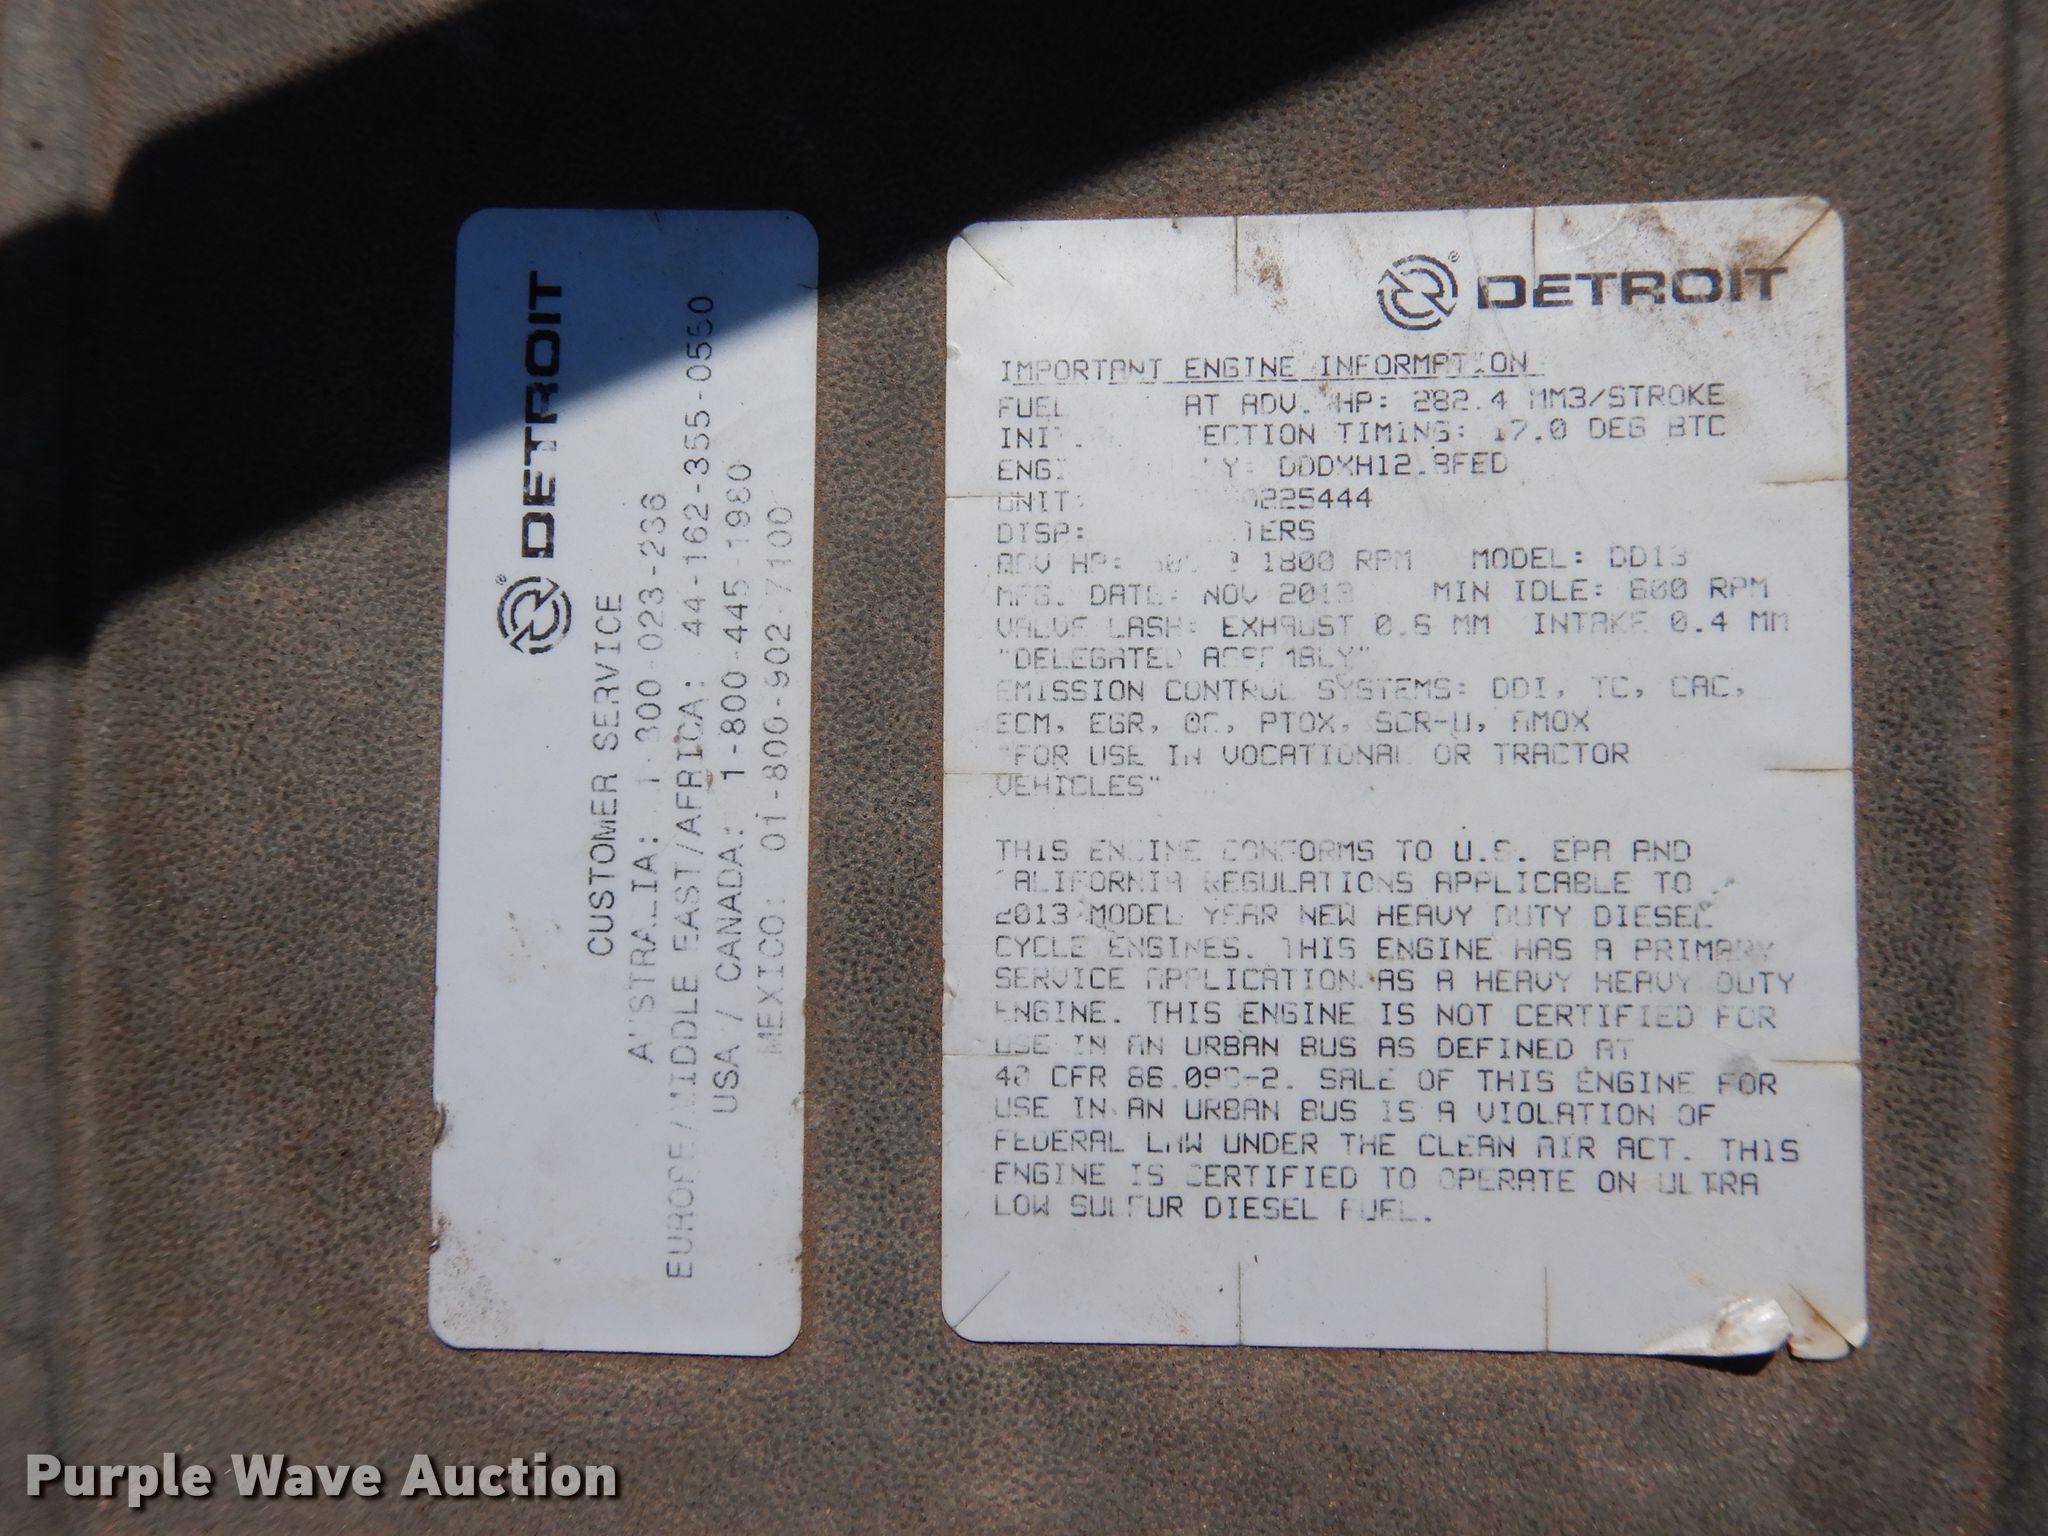 DETROIT
CUSTOMER SERVICE
023-236
EUROPE/MIDDLE EAST/AFRICA: 44-162-355-0550
USA / CANADA: 1-800-445-1980
MEXICO: 01-800-902-7100
DETROIT
IMPORTANT ENGINE INFORMATION
FUEL AT ADV. HP: 282.4 MM3/STROKE
TIMING: 17.0 DEG BTC
DDDXH12.8FED
UNIT:
DISP:
ADV HP: 1800 RPM MODEL: DD13
MFG. DATE: NOV 2013 MIN IDLE: 600 RPM
VALVE LASH: EXHAUST 0.6 MM INTAKE 0.4 MM
"DELEGATED ASSEMBLY"
EMISSION CONTROL SYSTEMS: DDI, TC, CAC,
ECM, EGR, OC, PTOX, SCR-U, AMOX
"FOR USE IN VOCATIONAL OR TRACTOR
VEHICLES"
THIS ENGINE CONFORMS TO U.S. EPA AND
CALIFORNIA REGULATIONS APPLICABLE TO
2013 MODEL YEAR NEW HEAVY DUTY DIESEL
CYCLE ENGINES. THIS ENGINE HAS A PRIMARY
SERVICE APPLICATION AS A HEAVY HEAVY DUTY
ENGINE. THIS ENGINE IS NOT CERTIFIED FOR
USE IN AN URBAN BUS AS DEFINED AT
40 CFR SALE OF THIS ENGINE FOR
USE IN AN URBAN BUS IS A VIOLATION OF
FEDERAL LAW UNDER THE CLEAN AIR ACT. THIS
ENGINE IS CERTIFIED TO OPERATE ON ULTRA
LOW SULFUR DIESEL FUEL.
Purple Wave Auction